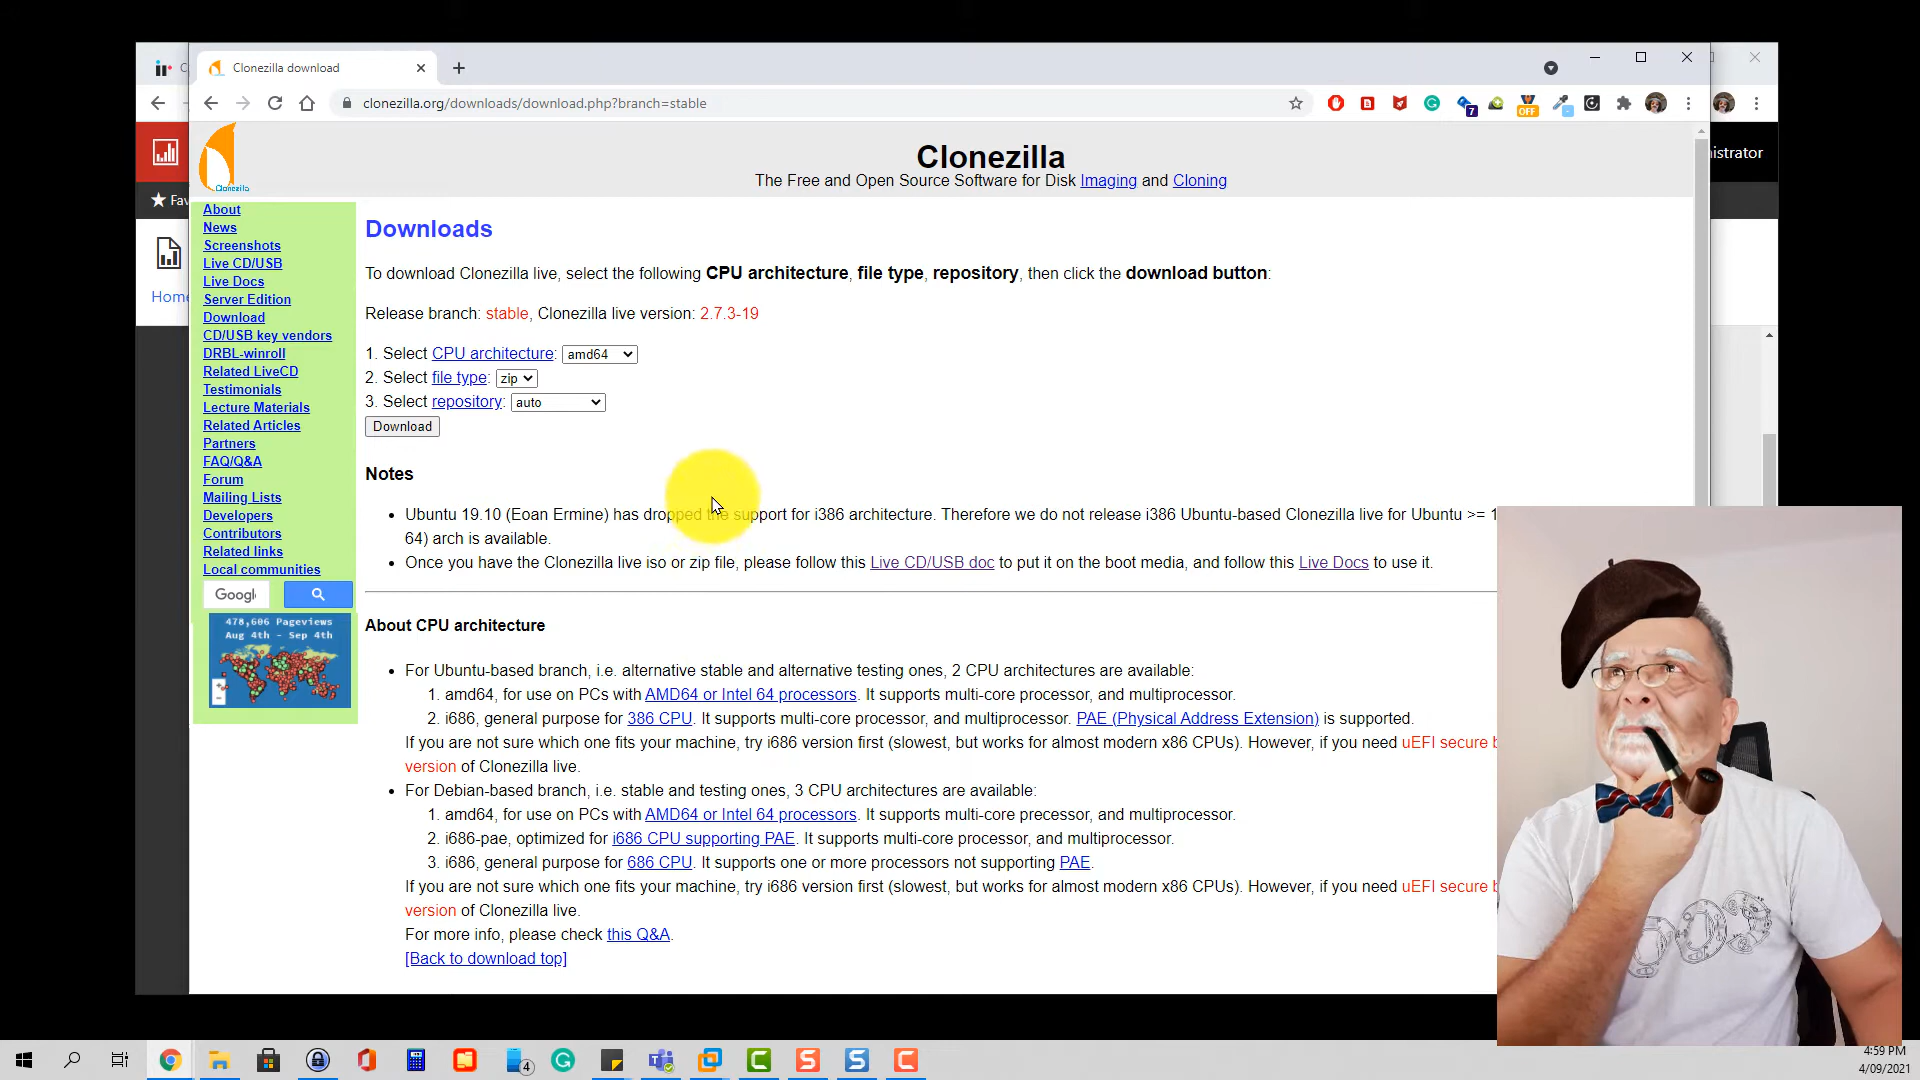 Clonezilla download
clonezilla.org/downloads/download.php?branch=stable
7
OFF
Clonezilla
Clonezilla
The Free and Open Source Software for Disk Imaging and Cloning
istrator
Fav
Home
About
News
Screenshots
Live CD/USB
Live Docs
Server Edition
Download
CD/USB key vendors
DRBL-winroll
Related LiveCD
Testimonials
Lecture Materials
Related Articles
Partners
FAQ/Q&A
Forum
Mailing Lists
Developers
Contributors
Related links
Local communities
Google
478,606 Pageviews
Aug 4th - Sep 4th
Downloads
To download Clonezilla live, select the following CPU architecture, file type, repository, then click the download button:
Release branch: stable, Clonezilla live version: 2.7.3-19
1. Select CPU architecture: amd64
2. Select file type: zip
3. Select repository: auto
Download
Notes
• Ubuntu 19.10 (Eoan Ermine) has dropped the support for i386 architecture. Therefore we do not release i386 Ubuntu-based Clonezilla live for Ubuntu >= 1
64) arch is available.
• Once you have the Clonezilla live iso or zip file, please follow this Live CD/USB doc to put it on the boot media, and follow this Live Docs to use it.
About CPU architecture
• For Ubuntu-based branch, i.e. alternative stable and alternative testing ones, 2 CPU architectures are available:
1. amd64, for use on PCs with AMD64 or Intel 64 processors. It supports multi-core processor, and multiprocessor.
2. i686, general purpose for 386 CPU. It supports multi-core processor, and multiprocessor. PAE (Physical Address Extension) is supported.
If you are not sure which one fits your machine, try i686 version first (slowest, but works for almost modern x86 CPUs). However, if you need uEFI secure b
version of Clonezilla live.
• For Debian-based branch, i.e. stable and testing ones, 3 CPU architectures are available:
1. amd64, for use on PCs with AMD64 or Intel 64 processors. It supports multi-core precessor, and multiprocessor.
2. i686-pae, optimized for i686 CPU supporting PAE. It supports multi-core processor, and multiprocessor.
3. i686, general purpose for 686 CPU. It supports one or more processors not supporting PAE.
If you are not sure which one fits your machine, try i686 version first (slowest, but works for almost modern x86 CPUs). However, if you need uEFI secure b
version of Clonezilla live.
For more info, please check this Q&A.
[Back to download top]
4
4:59 PM
4/09/2021